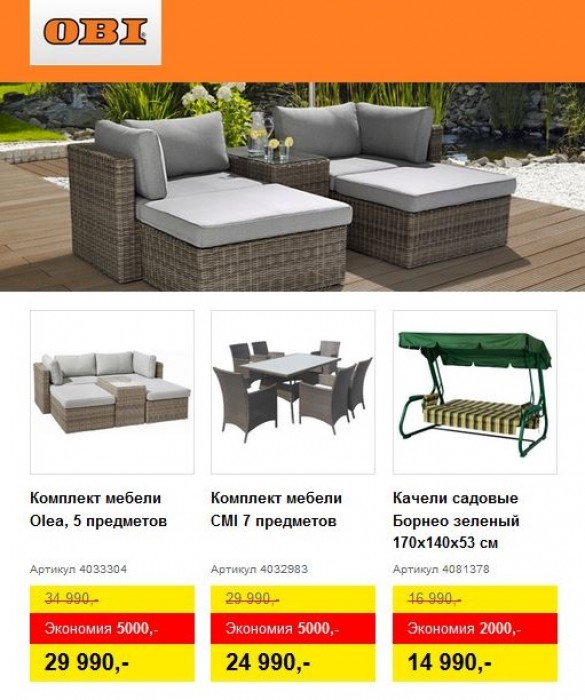 OBI
Комплект мебели
Olea, 5 предметов
Артикул 4033304
34 990,-
Экономия 5000,-
29 990,-
Комплект мебели
CMI 7 предметов
Артикул 4032983
29 990,-
Экономия 5000,-
24 990,-
Качели садовые
Борнео зеленый
170x140x53 см
Артикул 4081378
16 990,-
Экономия 2000,-
14 990,-